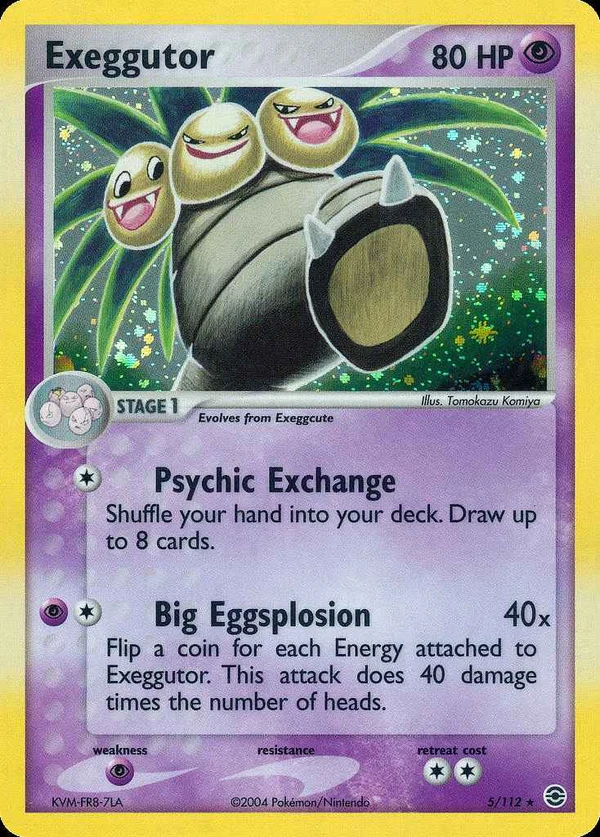 Exeggutor
80 HP
STAGE 1
Evolves from Exeggcute
Illus. Tomokazu Komiya
Psychic Exchange
Shuffle your hand into your deck. Draw up
to 8 cards.
Big Eggsplosion 40x
Flip a coin for each Energy attached to
Exeggutor. This attack does 40 damage
times the number of heads.
weakness resistance retreat cost
KVM-FR8-7LA ©2004 Pokémon/Nintendo 5/112 ★